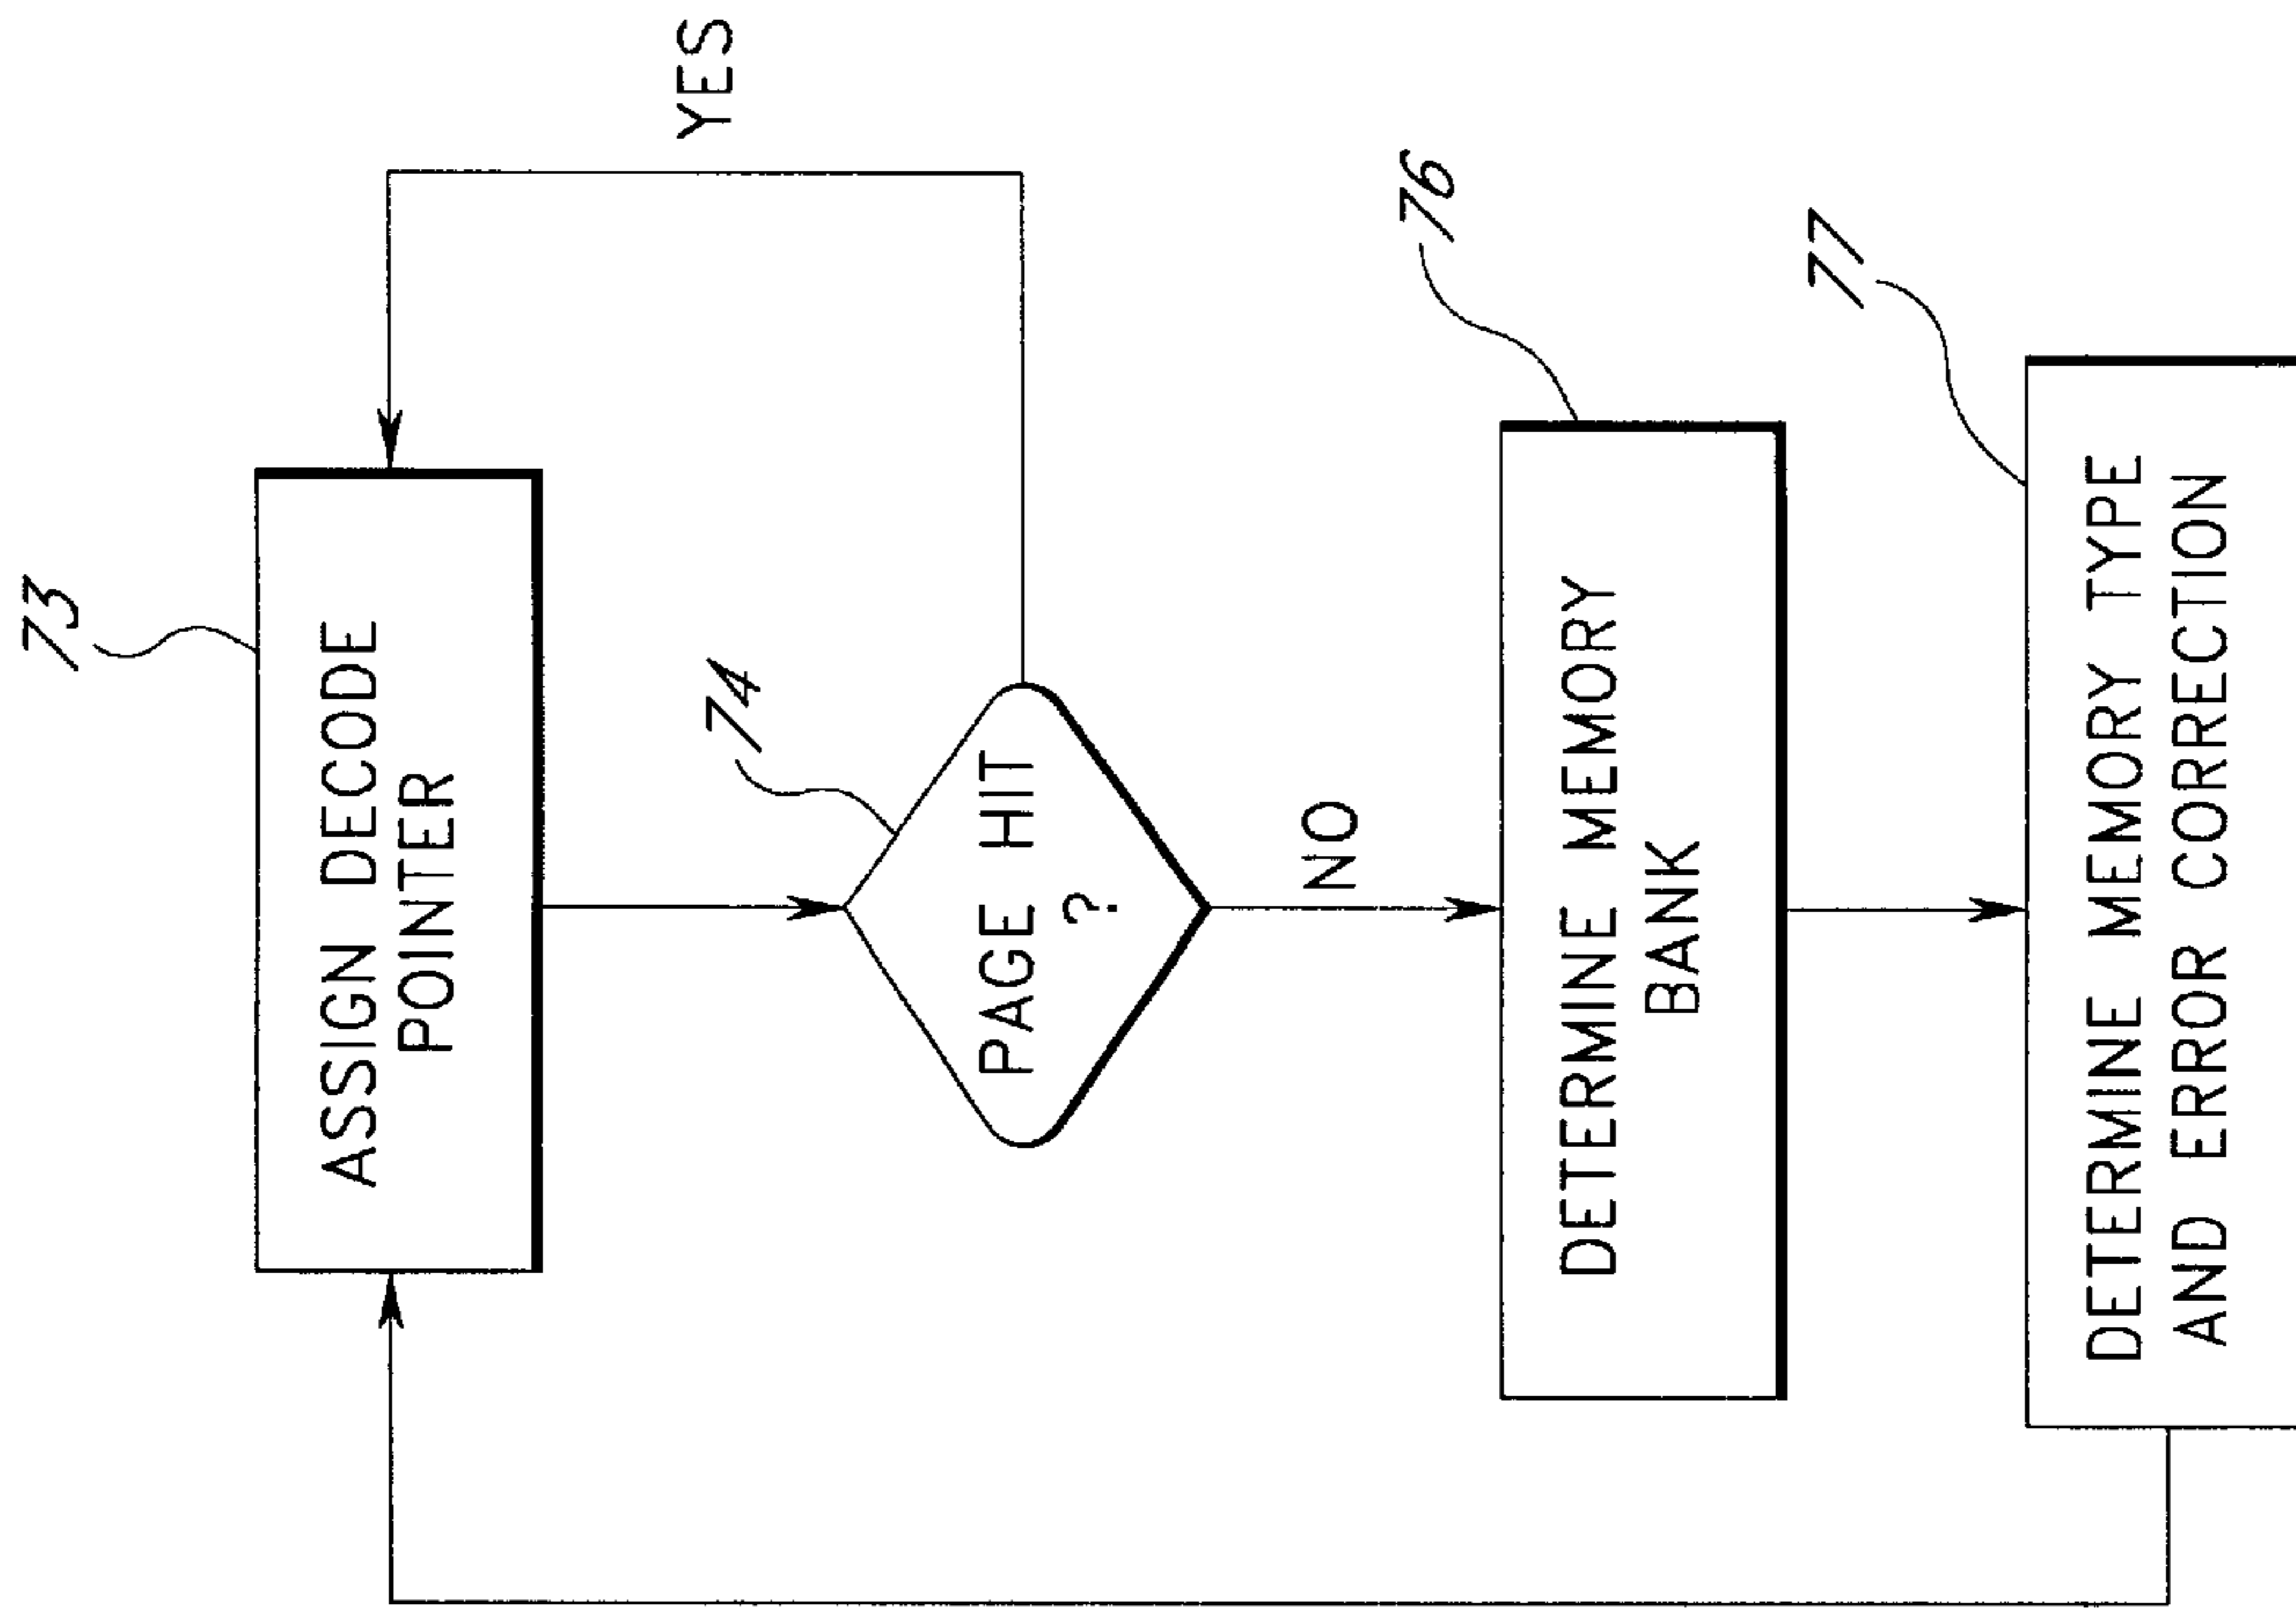 73
ASSIGN DECODE
POINTER
YES
74
PAGE HIT
?
NO
76
DETERMINE MEMORY
BANK
77
DETERMINE MEMORY TYPE
AND ERROR CORRECTION